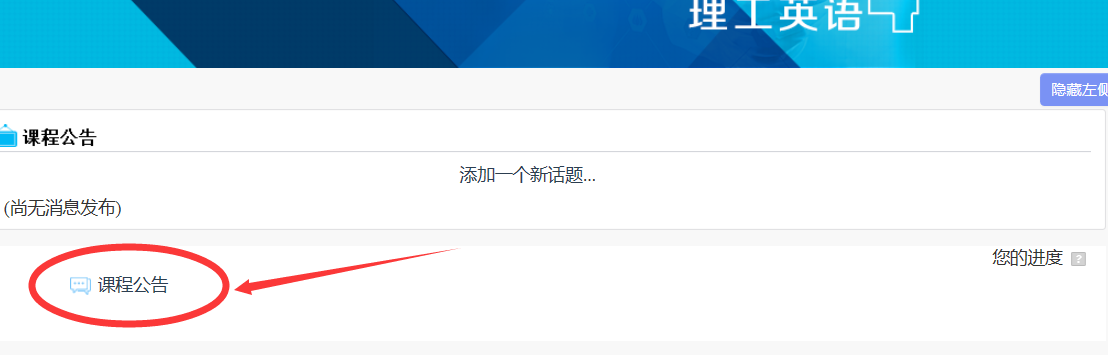 理工英语4
隐藏左侧
课程公告
添加一个新话题...
(尚无消息发布)
您的进度 ?
课程公告